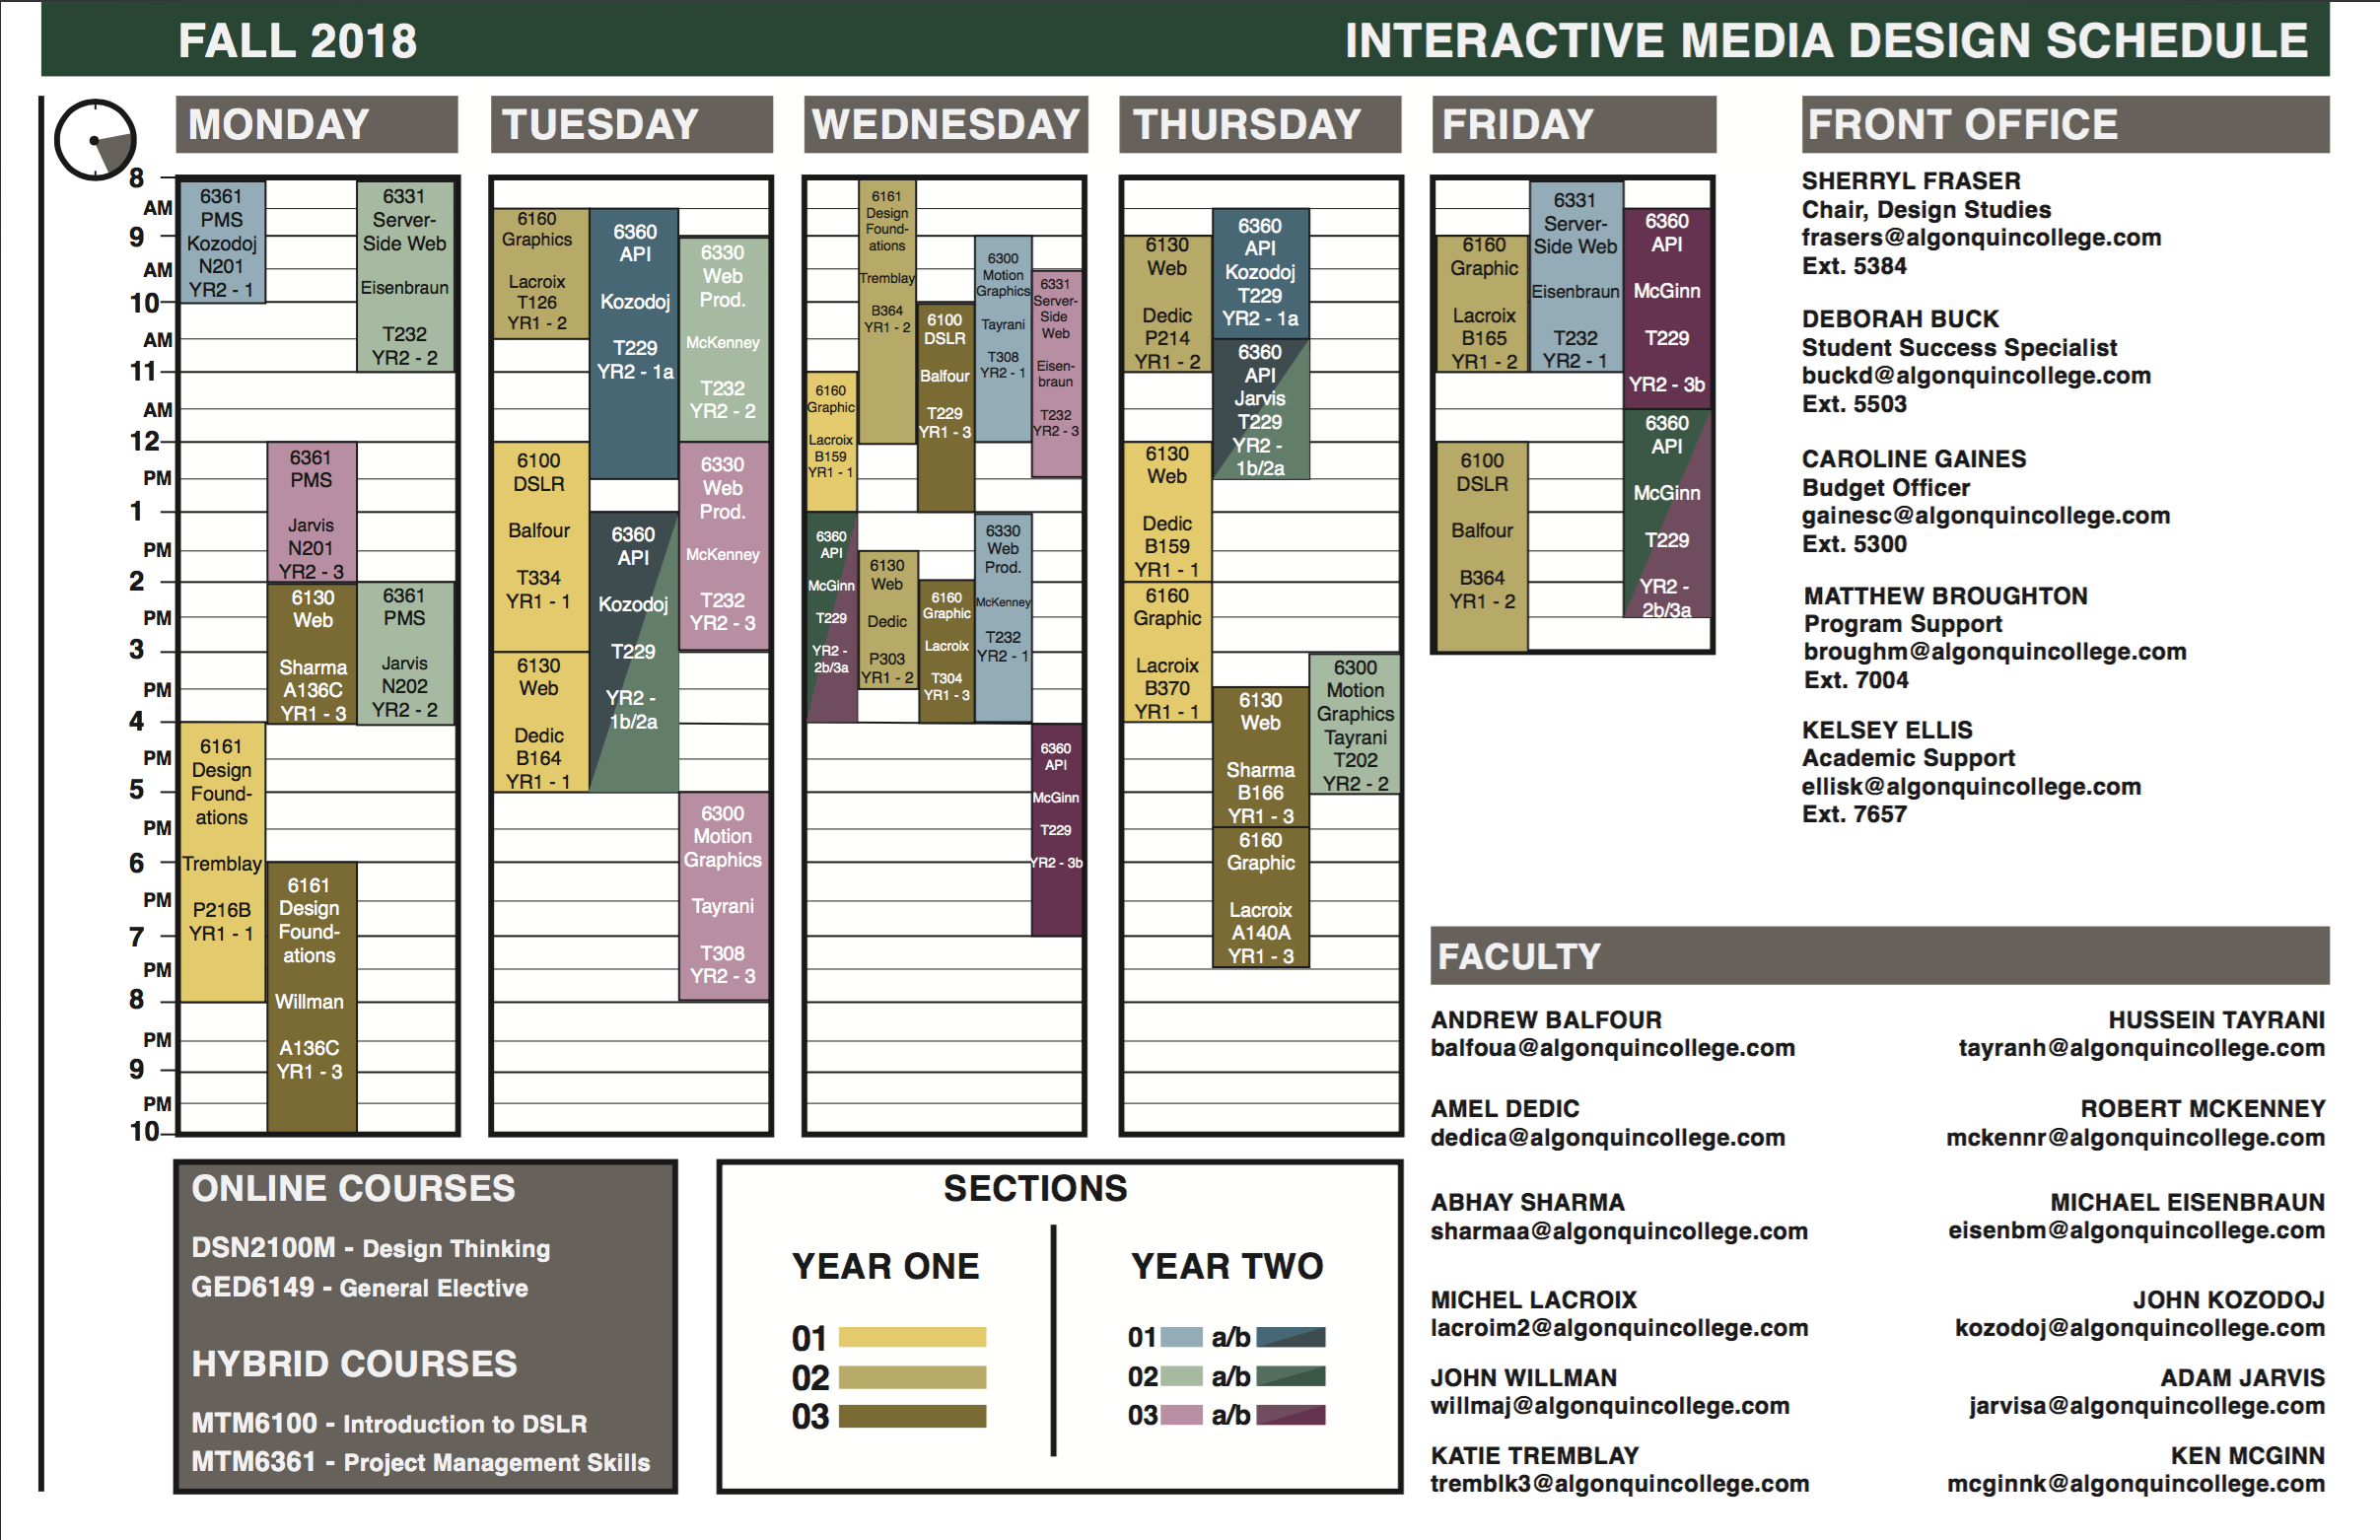 FALL 2018
INTERACTIVE MEDIA DESIGN SCHEDULE
MONDAY
TUESDAY
WEDNESDAY
THURSDAY
FRIDAY
8
AM
9
AM
10
AM
11
AM
12
PM
1
PM
2
PM
3
PM
4
PM
5
PM
6
PM
7
PM
8
PM
9
PM
10
6361
PMS
Kozodoj
N201
YR2 - 1
6161
Design
Found-
ations
Tremblay
P216B
YR1 - 1
6361
PMS
Jarvis
N201
YR2 - 3
6130
Web
Sharma
A136C
YR1 - 3
6161
Design
Found-
ations
Willman
A136C
YR1 - 3
6331
Server-
Side Web
Eisenbraun
T232
YR2 - 2
6361
PMS
Jarvis
N202
YR2 - 2
6160
Graphics
Lacroix
T126
YR1 - 2
6100
DSLR
Balfour
T334
YR1 - 1
6130
Web
Dedic
B164
YR1 - 1
6360
API
Kozodoj
T229
YR2 - 1a
6360
API
Kozodoj
T229
YR2 -
1b/2a
6330
Web
Prod.
McKenney
T232
YR2 - 2
6330
Web
Prod.
McKenney
T232
YR2 - 3
6300
Motion
Graphics
Tayrani
T308
YR2 - 3
6160
Graphic
Lacroix
B159
YR1 - 1
6360
API
McGinn
T229
YR2 -
2b/3a
6161
Design
Found-
ations
Tremblay
B364
YR1 - 2
6130
Web
Dedic
P303
YR1 - 2
6100
DSLR
Balfour
T229
YR1 - 3
6160
Graphic
Lacroix
T304
YR1 - 3
6300
Motion
Graphics
Tayrani
T308
YR2 - 1
6330
Web
Prod.
McKenney
T232
YR2 - 1
6331
Server-
Side
Web
Eisen-
braun
T232
YR2 - 3
6360
API
McGinn
T229
YR2 - 3b
6130
Web
Dedic
P214
YR1 - 2
6130
Web
Dedic
B159
YR1 - 1
6160
Graphic
Lacroix
B370
YR1 - 1
6360
API
Kozodoj
T229
YR2 - 1a
6360
API
Jarvis
T229
YR2 -
1b/2a
6130
Web
Sharma
B166
YR1 - 3
6160
Graphic
Lacroix
A140A
YR1 - 3
6300
Motion
Graphics
Tayrani
T202
YR2 - 2
6160
Graphic
Lacroix
B165
YR1 - 2
6100
DSLR
Balfour
B364
YR1 - 2
6331
Server-
Side Web
Eisenbraun
T232
YR2 - 1
6360
API
McGinn
T229
YR2 - 3b
6360
API
McGinn
T229
YR2 -
2b/3a
FRONT OFFICE
SHERRYL FRASER
Chair, Design Studies
frasers@algonquincollege.com
Ext. 5384
DEBORAH BUCK
Student Success Specialist
buckd@algonquincollege.com
Ext. 5503
CAROLINE GAINES
Budget Officer
gainesc@algonquincollege.com
Ext. 5300
MATTHEW BROUGHTON
Program Support
broughm@algonquincollege.com
Ext. 7004
KELSEY ELLIS
Academic Support
ellisk@algonquincollege.com
Ext. 7657
FACULTY
ANDREW BALFOUR
balfoua@algonquincollege.com
AMEL DEDIC
dedica@algonquincollege.com
ABHAY SHARMA
sharmaa@algonquincollege.com
MICHEL LACROIX
lacroim2@algonquincollege.com
JOHN WILLMAN
willmaj@algonquincollege.com
KATIE TREMBLAY
tremblk3@algonquincollege.com
HUSSEIN TAYRANI
tayranh@algonquincollege.com
ROBERT MCKENNEY
mckennr@algonquincollege.com
MICHAEL EISENBRAUN
eisenbm@algonquincollege.com
JOHN KOZODOJ
kozodoj@algonquincollege.com
ADAM JARVIS
jarvisa@algonquincollege.com
KEN MCGINN
mcginnk@algonquincollege.com
ONLINE COURSES
DSN2100M - Design Thinking
GED6149 - General Elective
HYBRID COURSES
MTM6100 - Introduction to DSLR
MTM6361 - Project Management Skills
SECTIONS
YEAR ONE
01
02
03
YEAR TWO
01 a/b
02 a/b
03 a/b